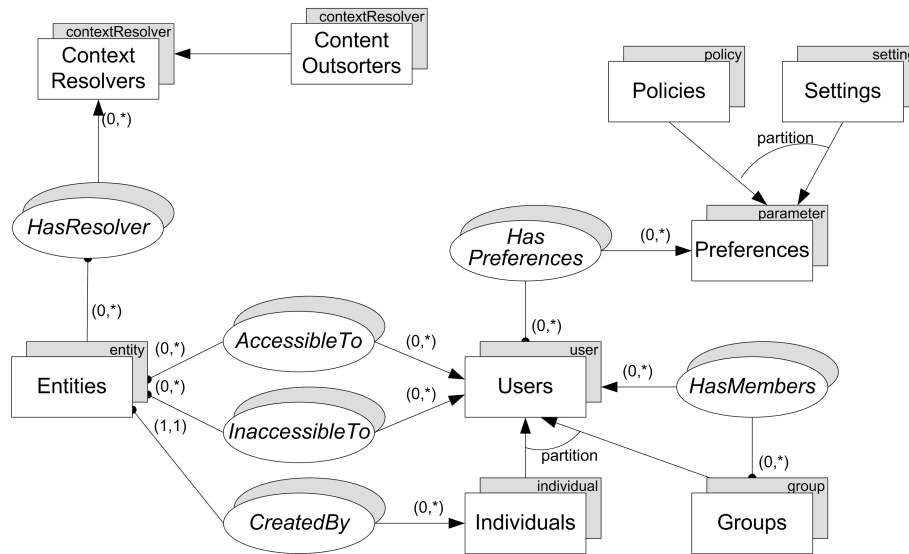 contextResolver
Context
Resolvers
contextResolver
Content
Outsorters
policy
Policies
setting
Settings
partition
(0,*)
HasResolver
(0,*)
Has
Preferences
(0,*)
parameter
Preferences
(0,*)
entity
Entities
(0,*)
(0,*)
(1,1)
AccessibleTo
(0,*)
InaccessibleTo
(0,*)
user
Users
(0,*)
HasMembers
(0,*)
partition
CreatedBy
(0,*)
individual
Individuals
group
Groups